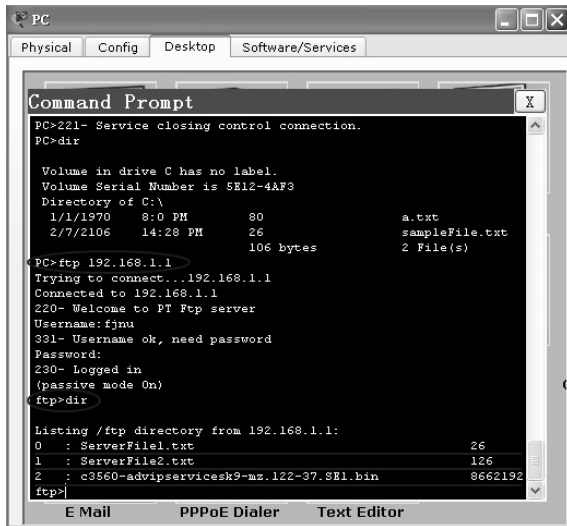 PC
Physical Config Desktop Software/Services
Command Prompt X
PC>221- Service closing control connection.
PC>dir
Volume in drive C has no label.
Volume Serial Number is 5E12-4AF3
Directory of C:\
1/1/1970 8:0 PM 80 a.txt
2/7/2106 14:28 PM 26 sampleFile.txt
106 bytes 2 File(s)
PC>ftp 192.168.1.1
Trying to connect...192.168.1.1
Connected to 192.168.1.1
220- Welcome to PT Ftp server
Username:fjnu
331- Username ok, need password
Password:
230- Logged in
(passive mode On)
ftp>dir
Listing /ftp directory from 192.168.1.1:
0 : ServerFile1.txt 26
1 : ServerFile2.txt 126
2 : c3560-advipservicesk9-mz.122-37.SE1.bin 8662192
ftp>
E Mail PPPoE Dialer Text Editor